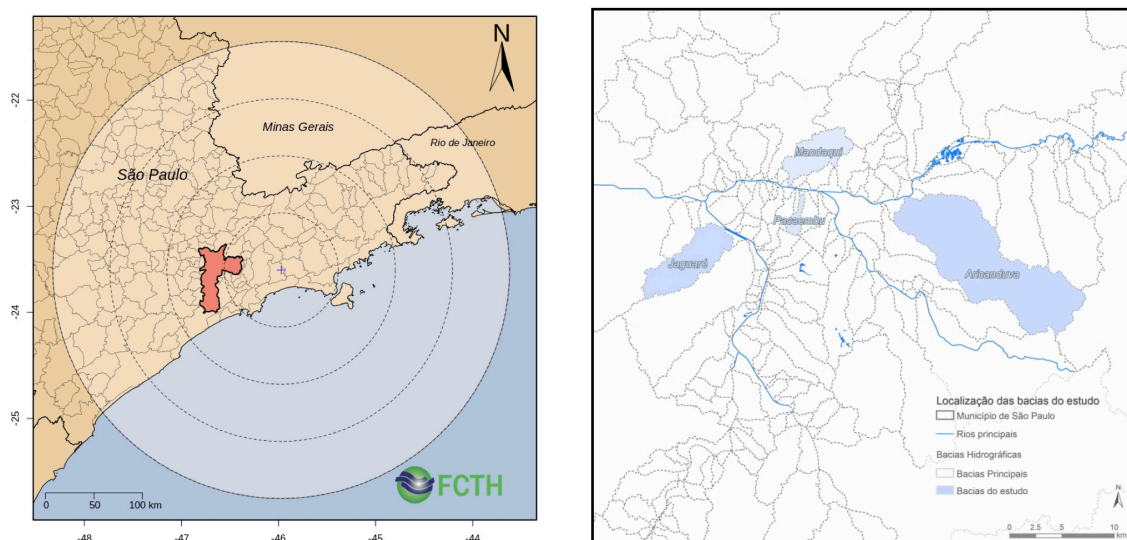 N
-22
-23
-24
-25
Minas Gerais
Rio de Janeiro
São Paulo
FCTH
0 50 100 km
-48 -47 -46 -45 -44
Mandaqui
Pacaembu
Jaguaré
Aricanduva
Localização das bacias do estudo
Município de São Paulo
Rios principais
Bacias Hidrográficas
Bacias Principais
Bacias do estudo
N
0 2.5 5 10
km